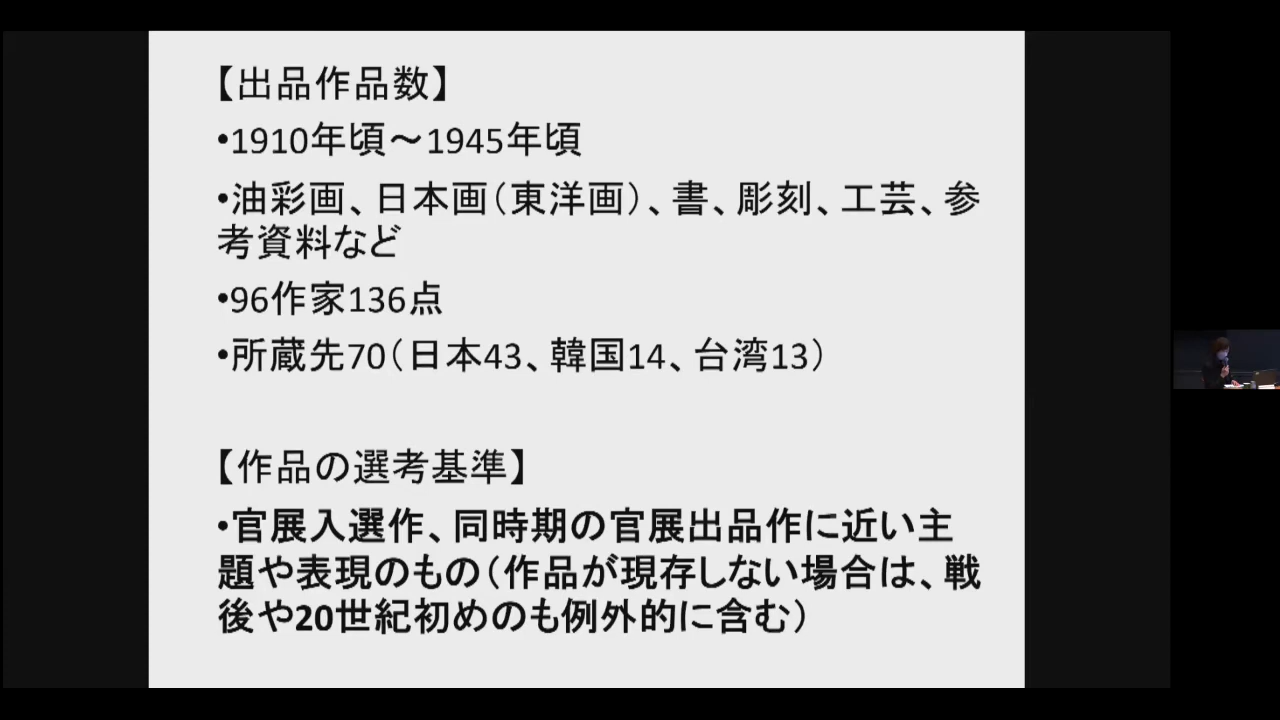 【出品作品数】
•1910年頃〜1945年頃
•油彩画、日本画（東洋画）、書、彫刻、工芸、参
考資料など
•96作家136点
•所蔵先70（日本43、韓国14、台湾13）
【作品の選考基準】
•官展入選作、同時期の官展出品作に近い主
題や表現のもの（作品が現存しない場合は、戦
後や20世紀初めのも例外的に含む）